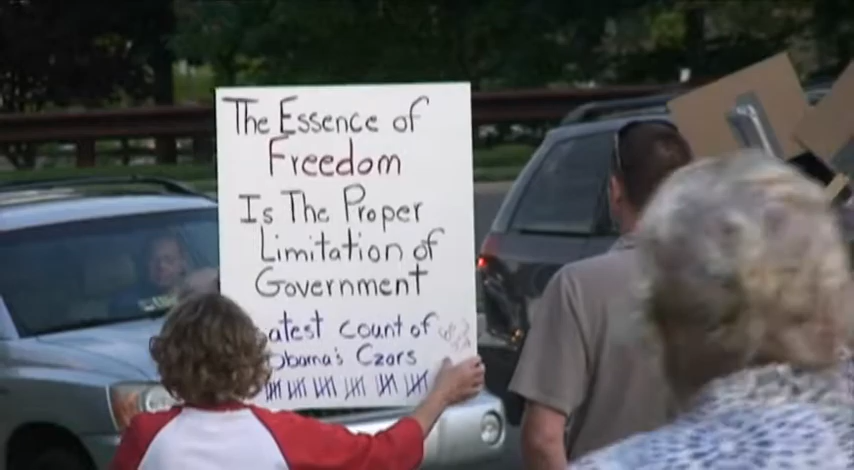 The Essence of
Freedom
Is The Proper
Limitation of
Government
atest count of
Obama's Czars